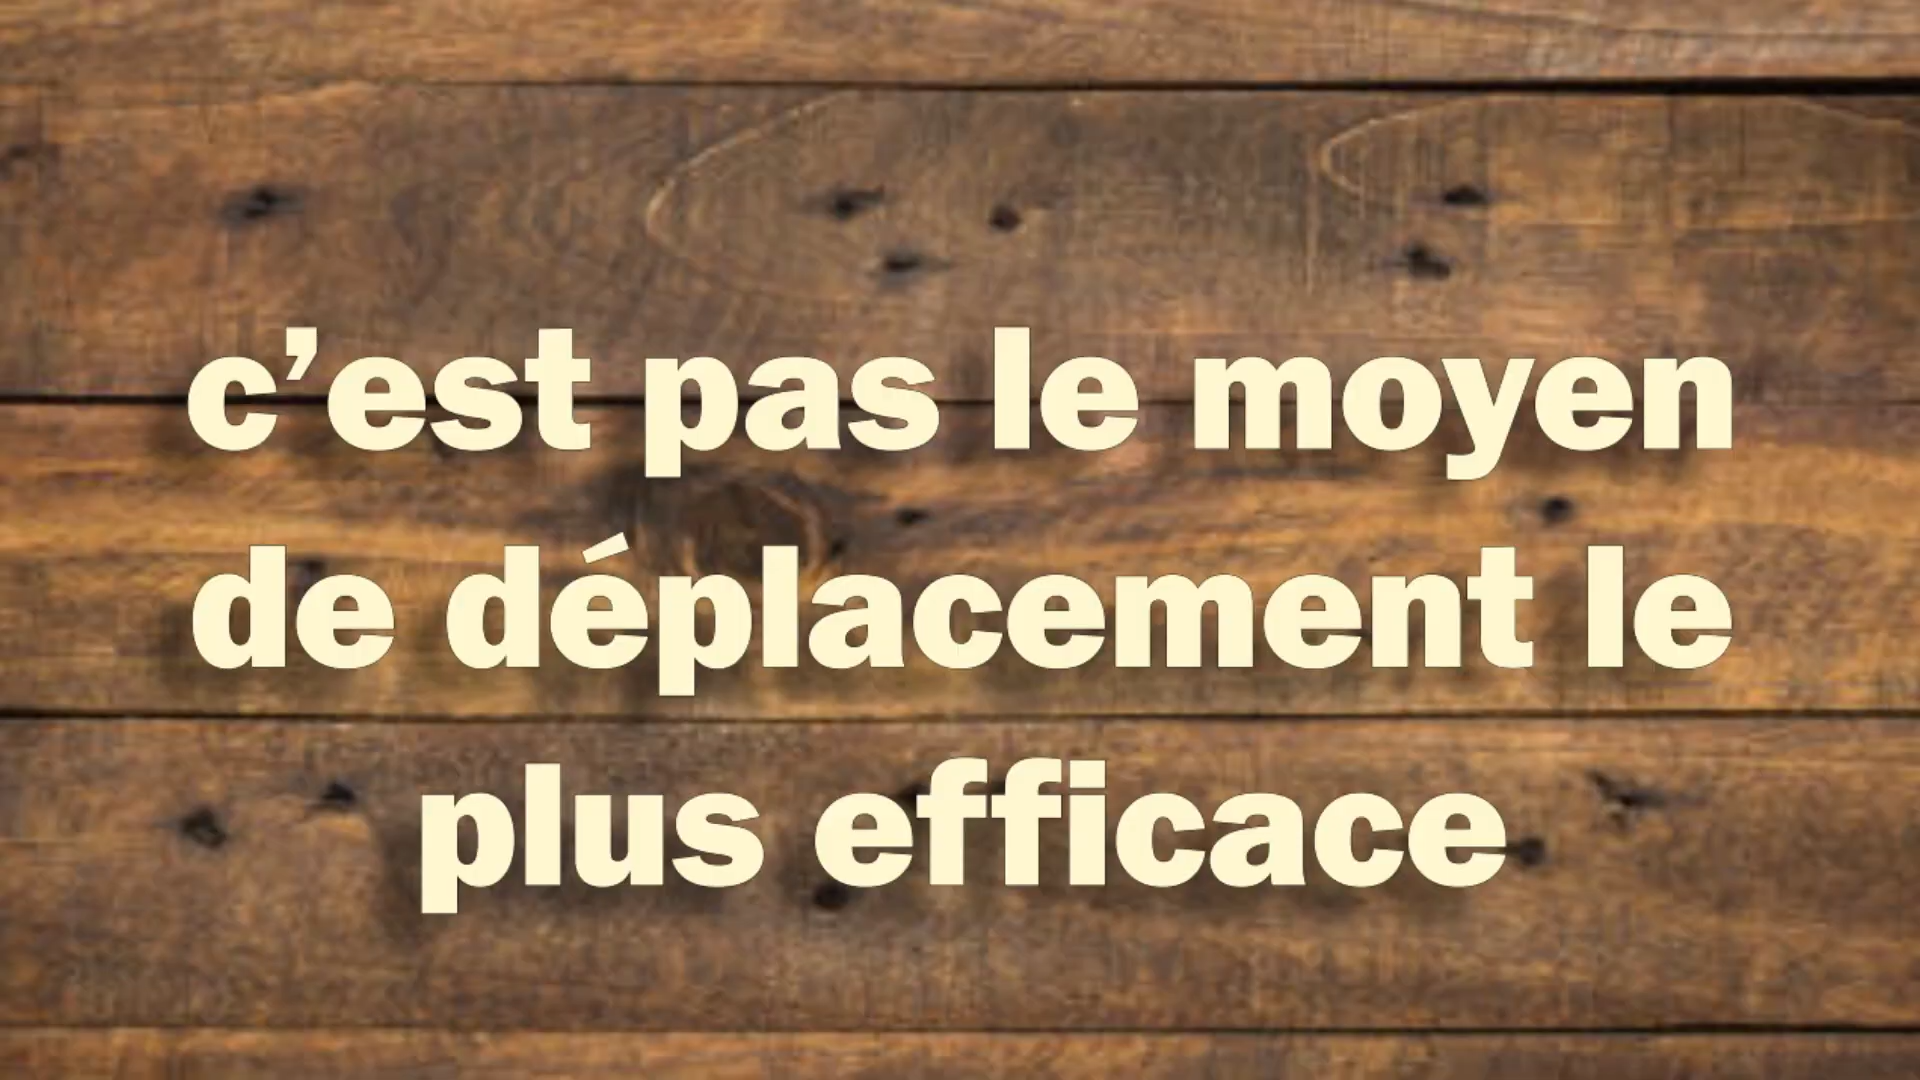 c’est pas le moyen
de déplacement le
plus efficace